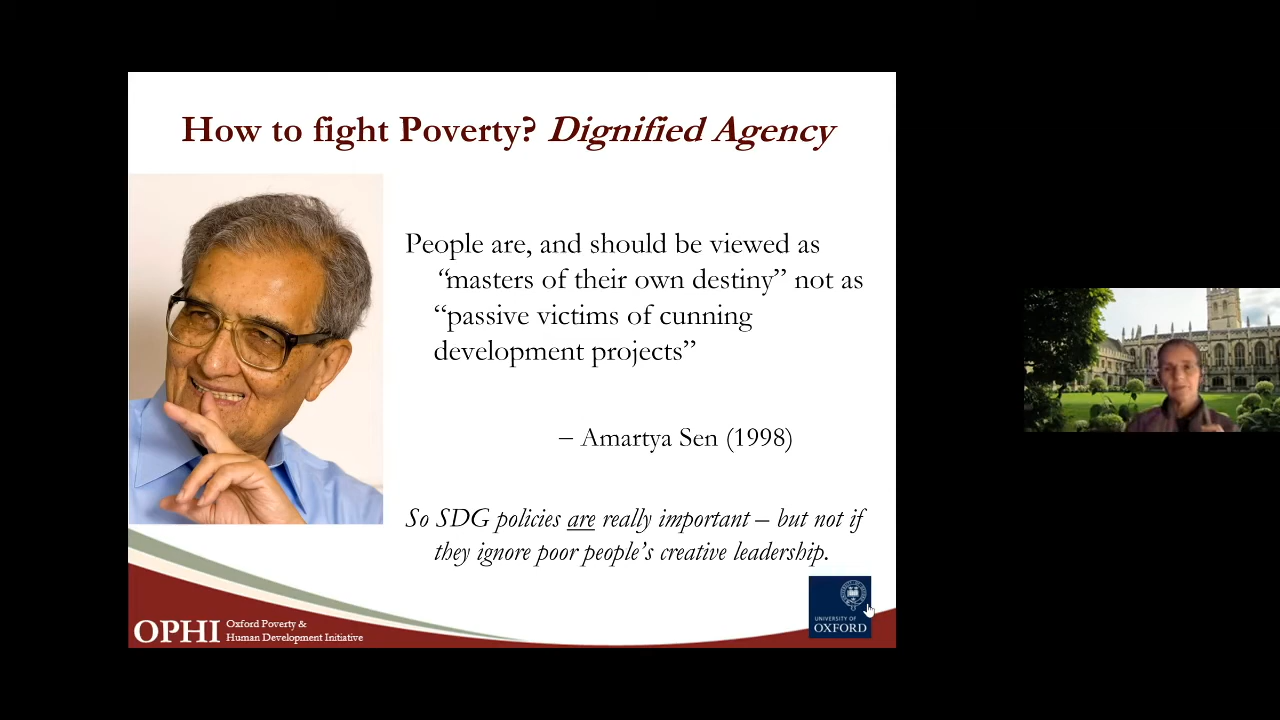 How to fight Poverty? Dignified Agency
People are, and should be viewed as
“masters of their own destiny” not as
“passive victims of cunning
development projects”
– Amartya Sen (1998)
So SDG policies are really important – but not if
they ignore poor people’s creative leadership.
OPHI
Oxford Poverty &
Human Development Initiative
UNIVERSITY OF
OXFORD